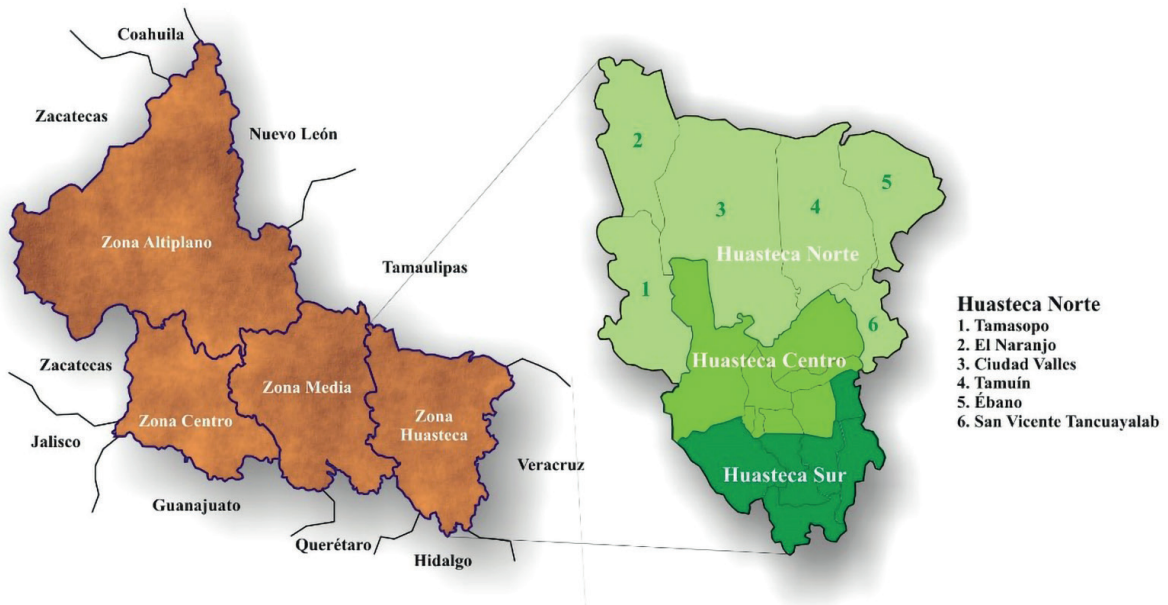 Coahuila
Zacatecas
Nuevo León
Zona Altiplano
Tamaulipas
Zacatecas
Zona Media
Zona Centro
Zona
Huasteca
Jalisco
Veracruz
Guanajuato
Querétaro
Hidalgo
2
5
3
4
Huasteca Norte
1
6
Huasteca Centro
Huasteca Sur
Huasteca Norte
1. Tamasopo
2. El Naranjo
3. Ciudad Valles
4. Tamuín
5. Ébano
6. San Vicente Tancuayalab